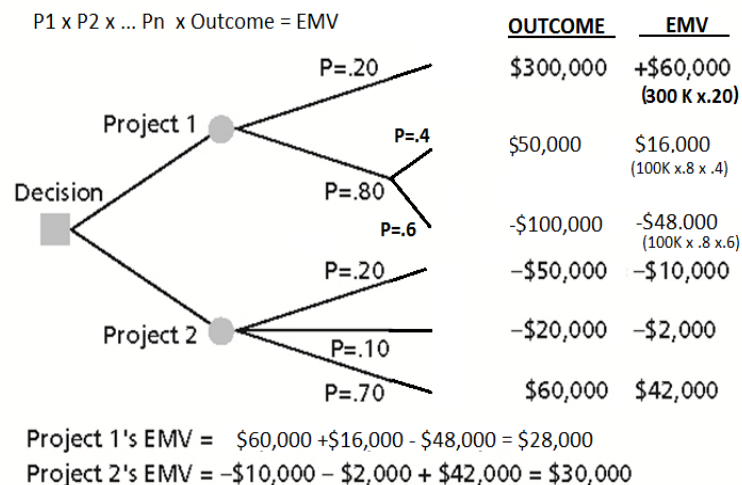 P1 x P2 x ... Pn x Outcome = EMV
OUTCOME EMV
P=.20 $300,000 +$60,000
(300 K x.20)
Project 1
P=.4 $50,000 $16,000
(100K x.8 x .4)
Decision
P=.80
P=.6 -$100,000 -$48.000
(100K x .8 x.6)
P=.20 –$50,000 –$10,000
Project 2
–$20,000 –$2,000
P=.10
P=.70 $60,000 $42,000
Project 1's EMV = $60,000 +$16,000 - $48,000 = $28,000
Project 2's EMV = –$10,000 – $2,000 + $42,000 = $30,000